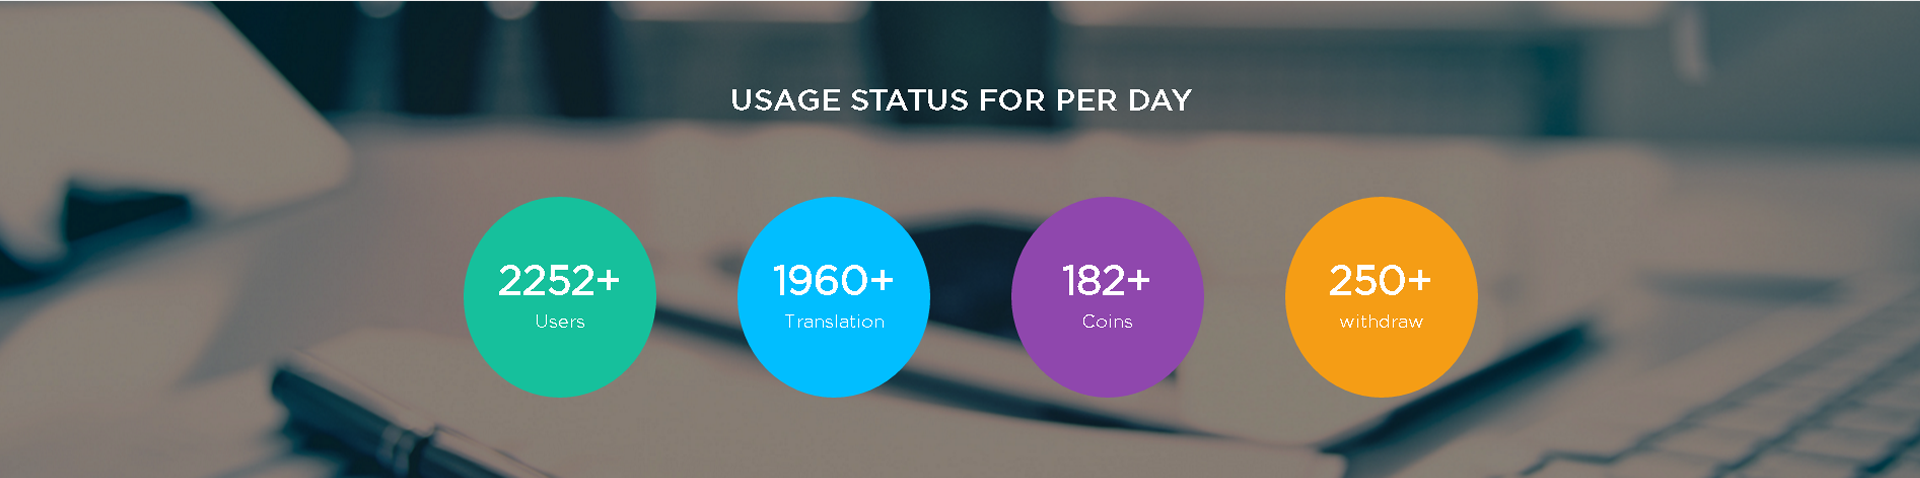 USAGE STATUS FOR PER DAY
2252+
Users
1960+
Translation
182+
Coins
250+
withdraw